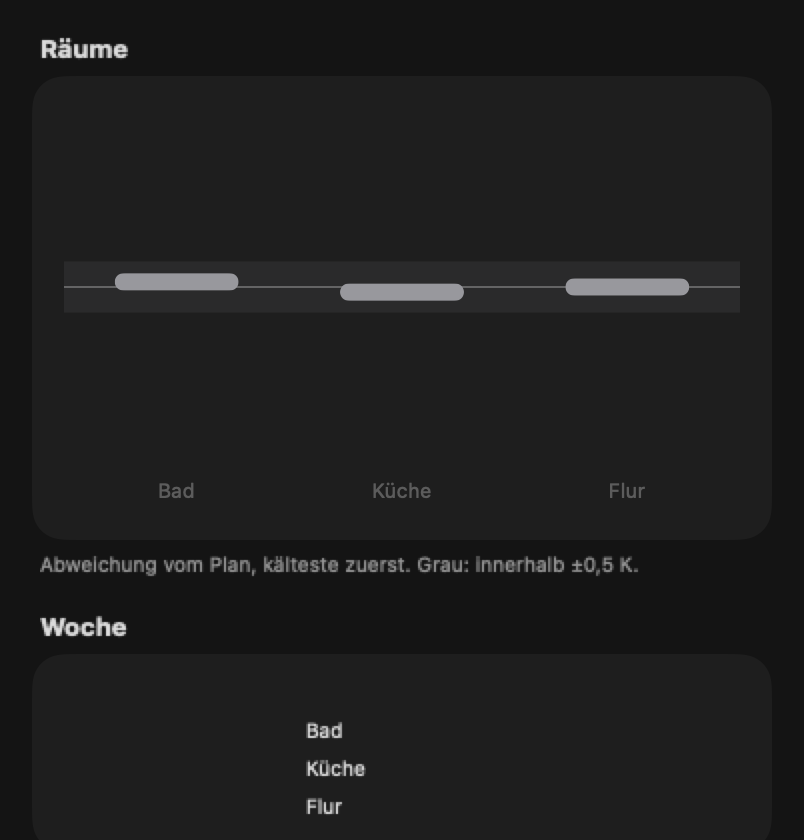 Räume
Bad Küche Flur
Abweichung vom Plan, kälteste zuerst. Grau: innerhalb ±0,5 K.
Woche
Bad
Küche
Flur